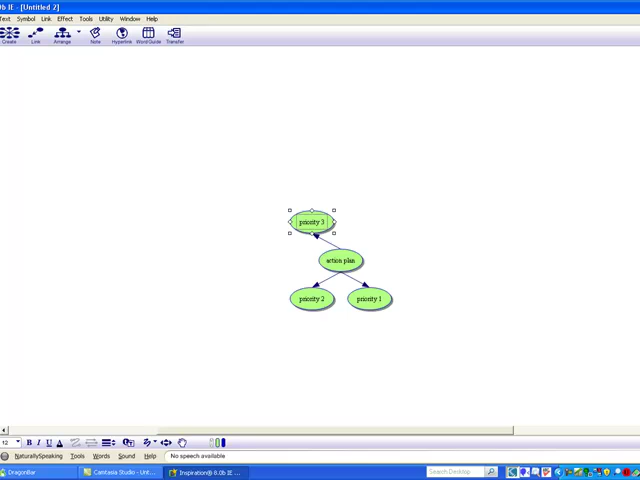 0b IE - [Untitled 2]
Text Symbol Link Effect Tools Utility Window Help
Create Link Arrange Note Hyperlink Word Guide Transfer
priority 3
action plan
priority 2 priority 1
12 B I U A
NaturallySpeaking Tools Words Sound Help No speech available
DragonBar Camtasia Studio - Unt... Inspiration® 8.0b IE ... Search Desktop